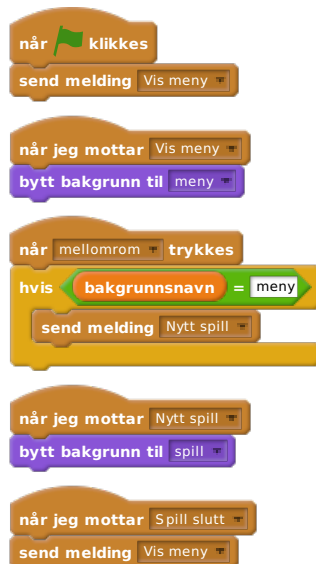 når klikkes
send melding Vis meny
når jeg mottar Vis meny
bytt bakgrunn til meny
når mellomrom trykkes
hvis bakgrunnsnavn = meny
send melding Nytt spill
når jeg mottar Nytt spill
bytt bakgrunn til spill
når jeg mottar Spill slutt
send melding Vis meny